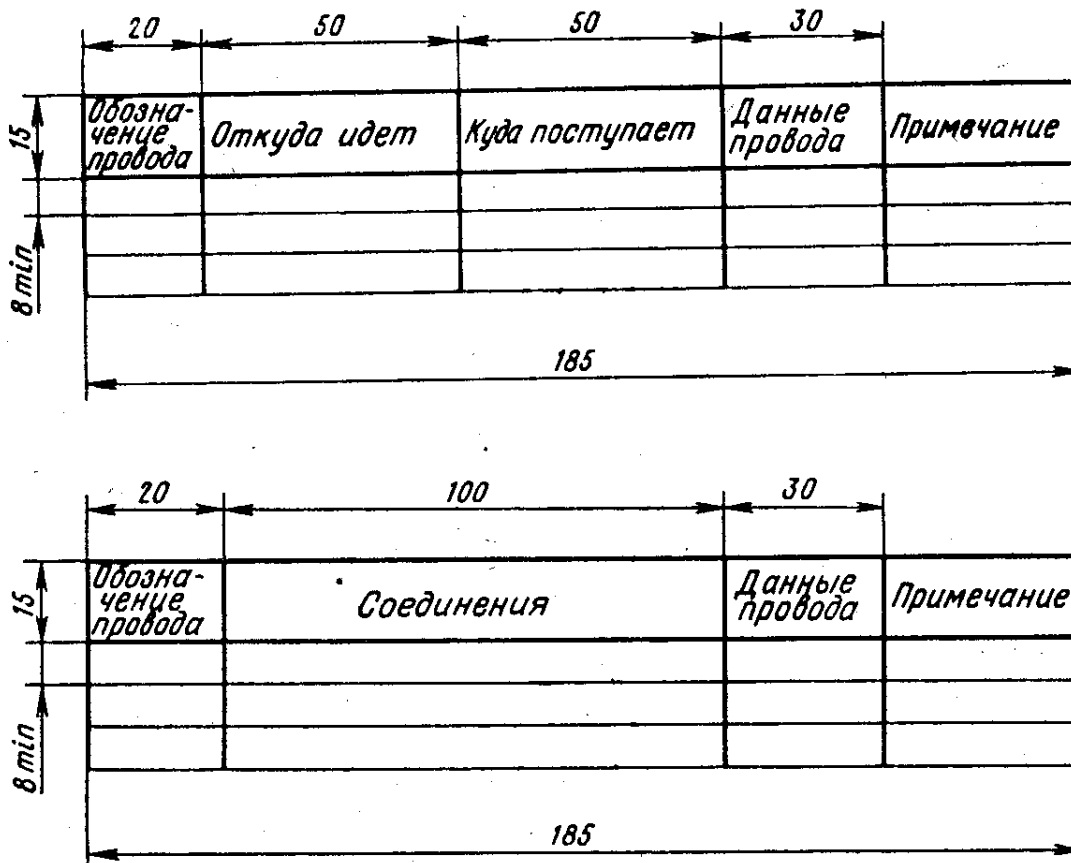 20 50 50 30
15
Обозна-
чение
провода
Откуда идет
Куда поступает
Данные
провода
Примечание
8 min
185
20 100 30
15
Обозна-
чение
провода
Соединения
Данные
провода
Примечание
8 min
185